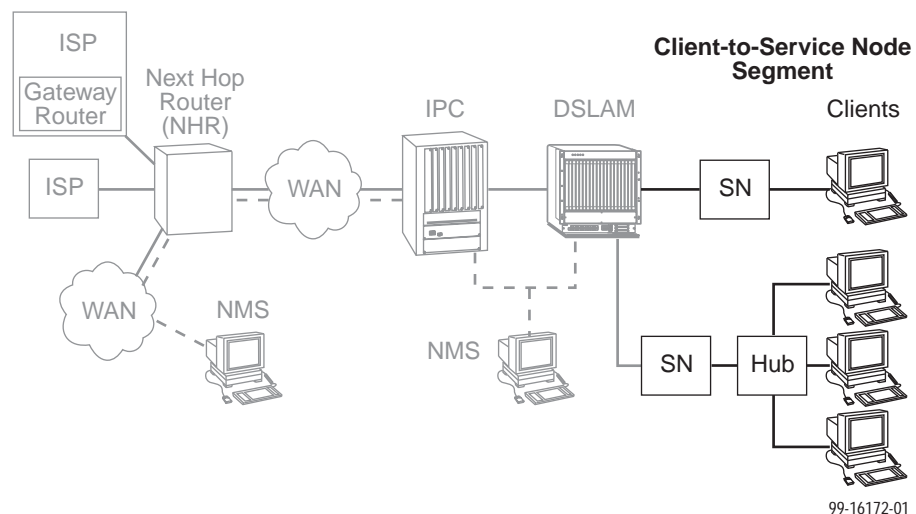 ISP
Gateway
Router
Next Hop
Router
(NHR)
ISP
WAN
WAN
NMS
IPC
DSLAM
NMS
Client-to-Service Node
Segment
Clients
SN
SN
Hub
99-16172-01